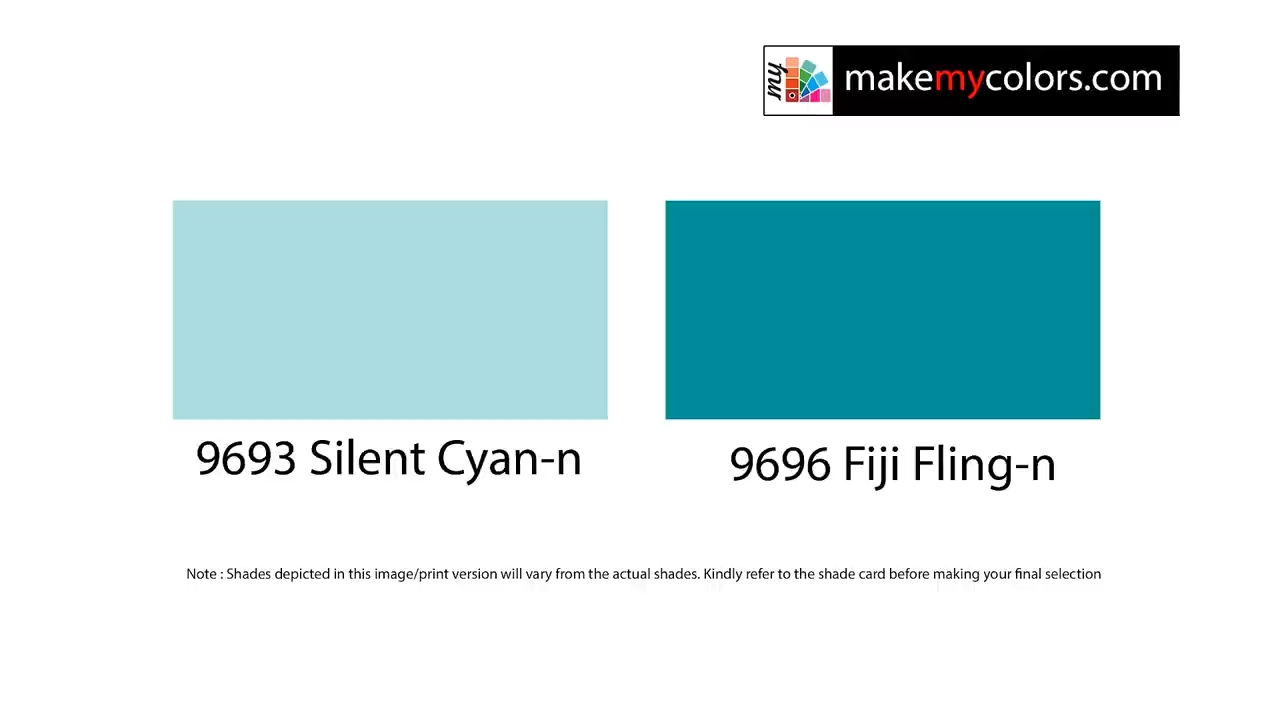 my
makemycolors.com
9693 Silent Cyan-n
9696 Fiji Fling-n
Note : Shades depicted in this image/print version will vary from the actual shades. Kindly refer to the shade card before making your final selection